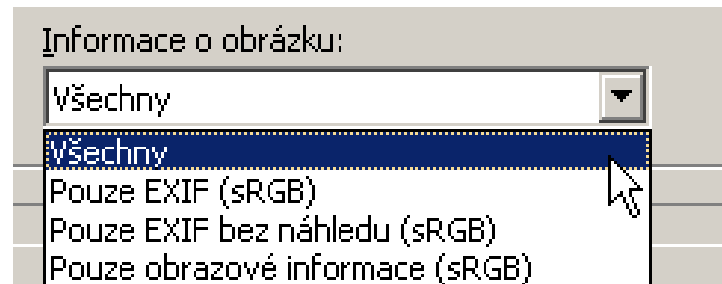 Informace o obrázku:
Všechny
Všechny
Pouze EXIF (sRGB)
Pouze EXIF bez náhledu (sRGB)
Pouze obrazové informace (sRGB)